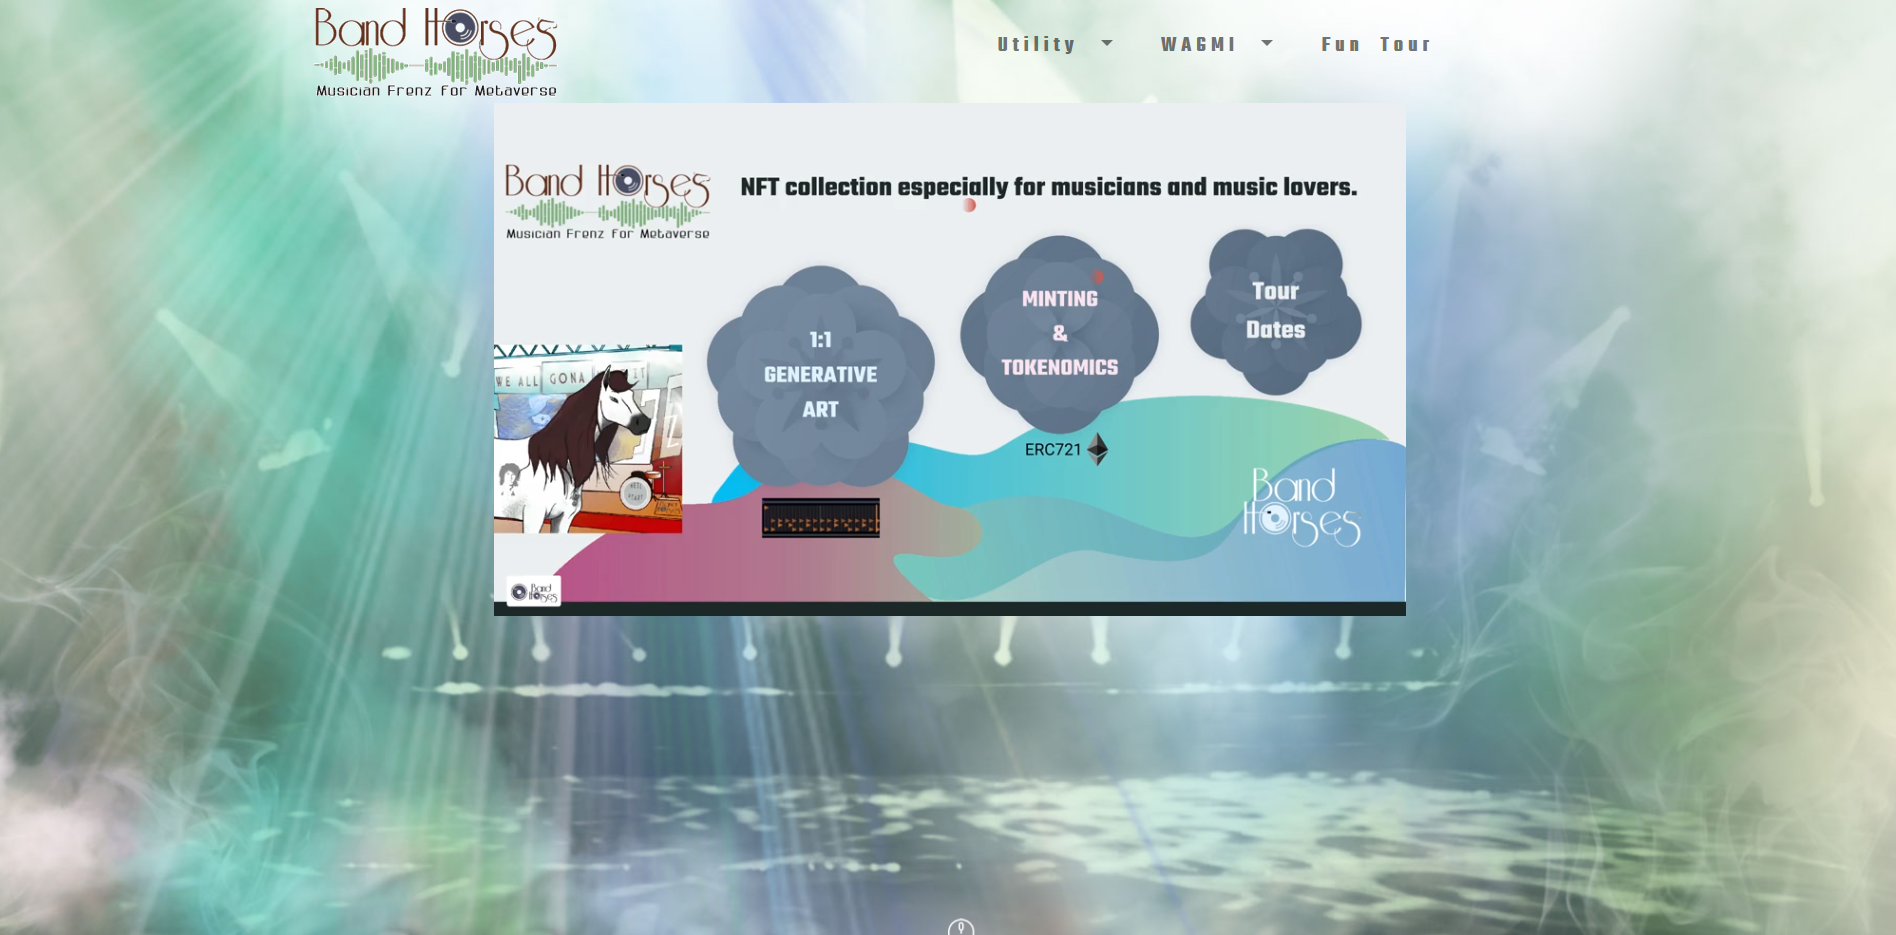 Band Horses
Musician Frenz For Metaverse
Utility WAGMI Fun Tour
Band Horses
Musician Frenz For Metaverse
NFT collection especially for musicians and music lovers.
1:1
GENERATIVE
ART
MINTING
&
TOKENOMICS
Tour
Dates
ERC721
WE ALL GONA IT
Band
Horses
Band
Horses